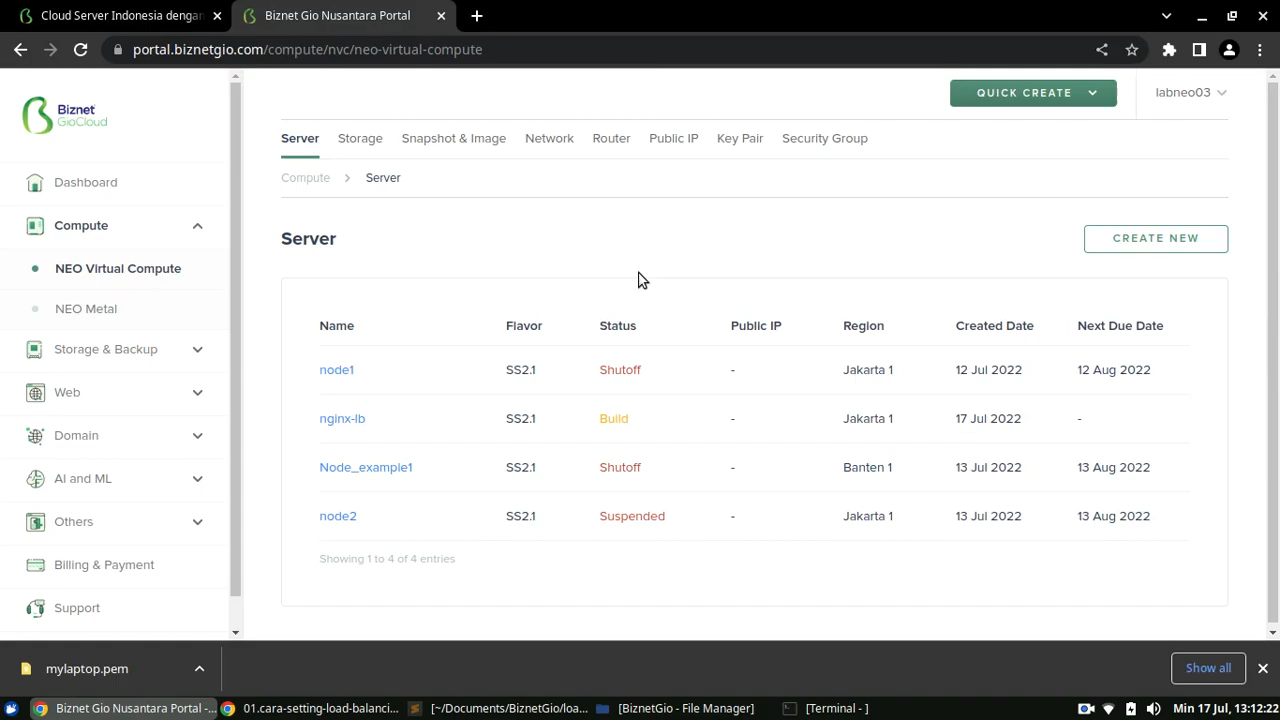 Cloud Server Indonesia dengan
Biznet Gio Nusantara Portal
portal.biznetgio.com/compute/nvc/neo-virtual-compute
Biznet
GioCloud
QUICK CREATE
labneo03
Server Storage Snapshot & Image Network Router Public IP Key Pair Security Group
Compute > Server
Dashboard
Compute
NEO Virtual Compute
NEO Metal
Storage & Backup
Web
Domain
AI and ML
Others
Billing & Payment
Support
Server
CREATE NEW
Name Flavor Status Public IP Region Created Date Next Due Date
node1 SS2.1 Shutoff - Jakarta 1 12 Jul 2022 12 Aug 2022
nginx-lb SS2.1 Build - Jakarta 1 17 Jul 2022 -
Node_example1 SS2.1 Shutoff - Banten 1 13 Jul 2022 13 Aug 2022
node2 SS2.1 Suspended - Jakarta 1 13 Jul 2022 13 Aug 2022
Showing 1 to 4 of 4 entries
mylaptop.pem
Show all
Biznet Gio Nusantara Portal -...
01.cara-setting-load-balanci...
[~/Documents/BiznetGio/loa...
[BiznetGio - File Manager]
[Terminal - ]
Min 17 Jul, 13:12:22